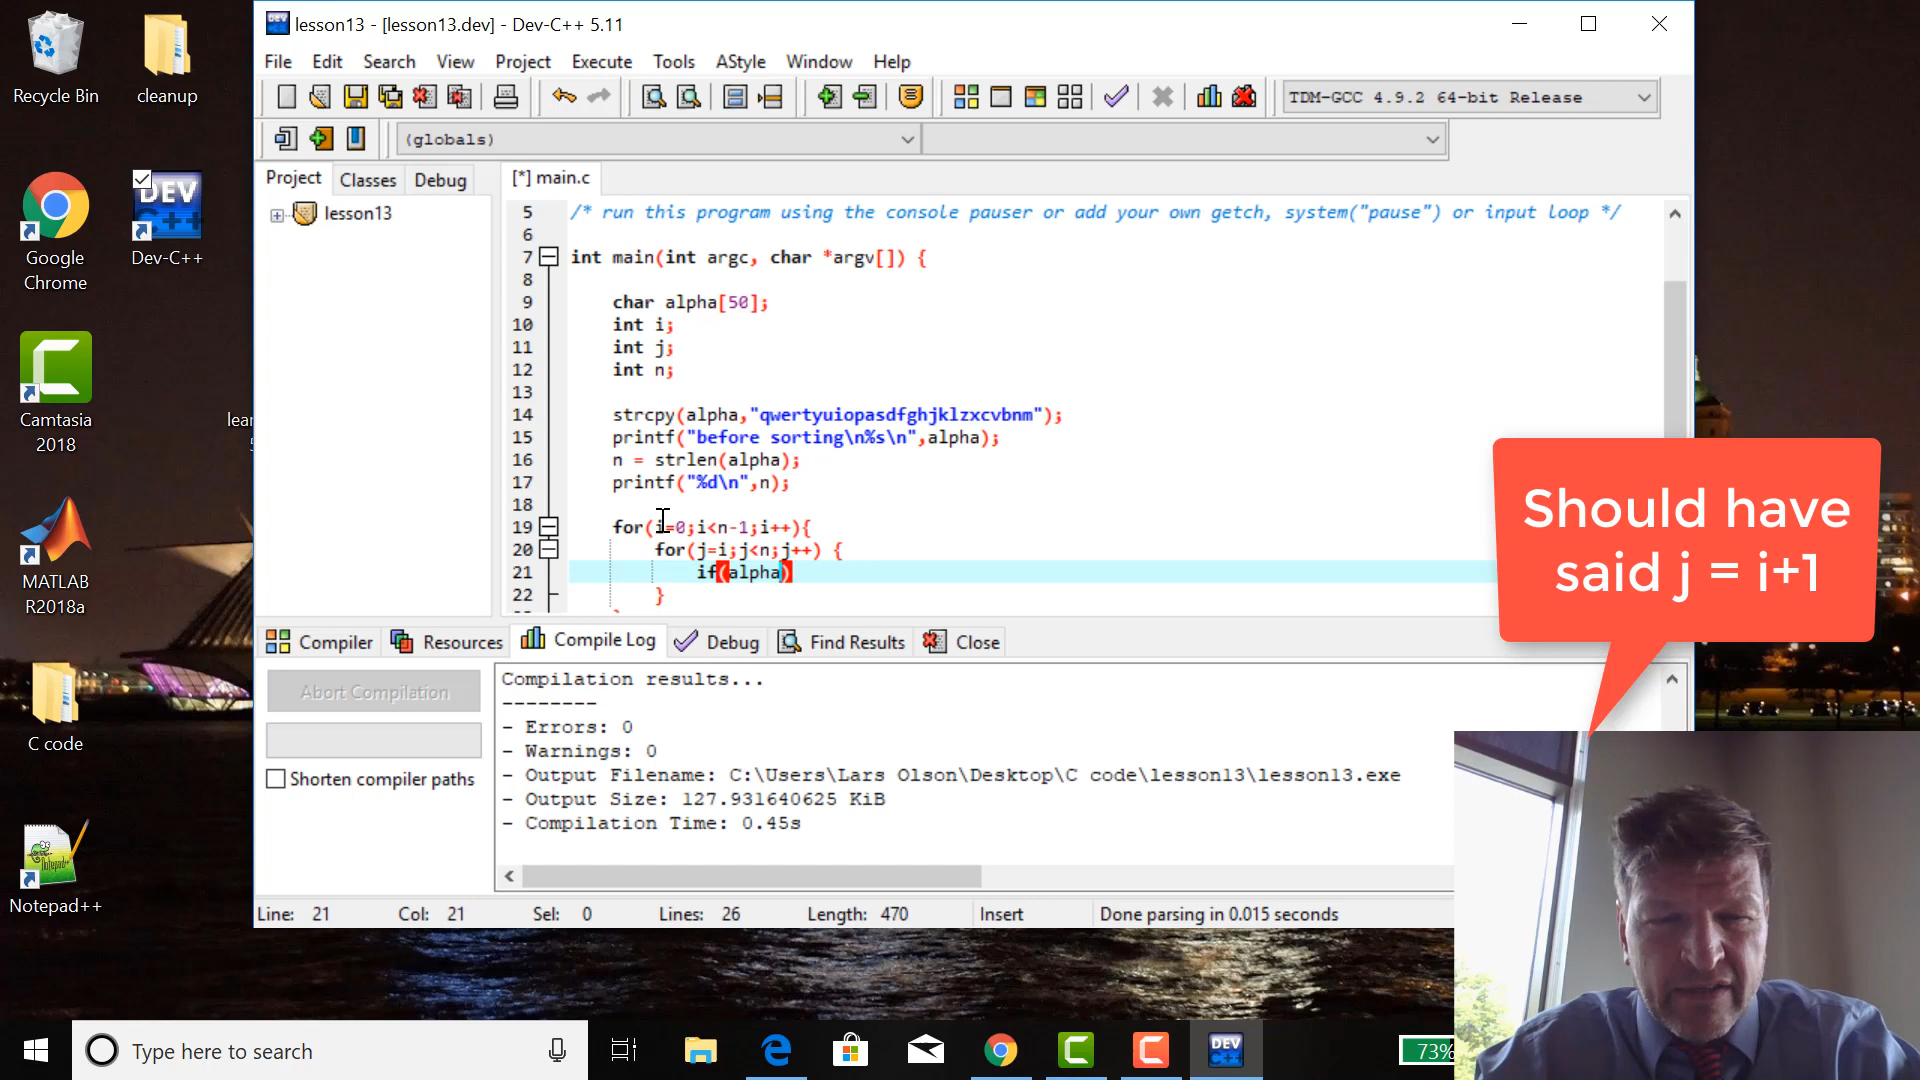 lesson13 - [lesson13.dev] - Dev-C++ 5.11
File Edit Search View Project Execute Tools AStyle Window Help
TDM-GCC 4.9.2 64-bit Release
(globals)
Project Classes Debug
[*] main.c
lesson13
5 /* run this program using the console pauser or add your own getch, system("pause") or input loop */
6
7 int main(int argc, char *argv[]) {
8
9 char alpha[50];
10 int i;
11 int j;
12 int n;
13
14 strcpy(alpha,"qwertyuiopasdfghjklzxcvbnm");
15 printf("before sorting\n%s\n",alpha);
16 n = strlen(alpha);
17 printf("%d\n",n);
18
19 for(i=0;i<n-1;i++){
20 for(j=i;j<n;j++) {
21 if(alpha)
22 }
Should have
said j = i+1
Compiler Resources Compile Log Debug Find Results Close
Abort Compilation
Shorten compiler paths
Compilation results...
--------
- Errors: 0
- Warnings: 0
- Output Filename: C:\Users\Lars Olson\Desktop\C code\lesson13\lesson13.exe
- Output Size: 127.931640625 KiB
- Compilation Time: 0.45s
Line: 21 Col: 21 Sel: 0 Lines: 26 Length: 470 Insert Done parsing in 0.015 seconds
Recycle Bin
cleanup
Google
Chrome
DEV
C++
Dev-C++
Camtasia
2018
lear
MATLAB
R2018a
C code
Notepad++
Type here to search
DEV
73%